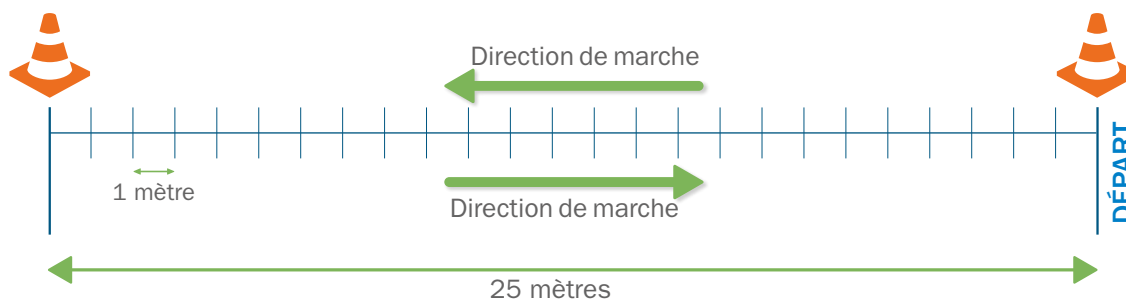 Direction de marche
1 mètre
Direction de marche
DÉPART
25 mètres